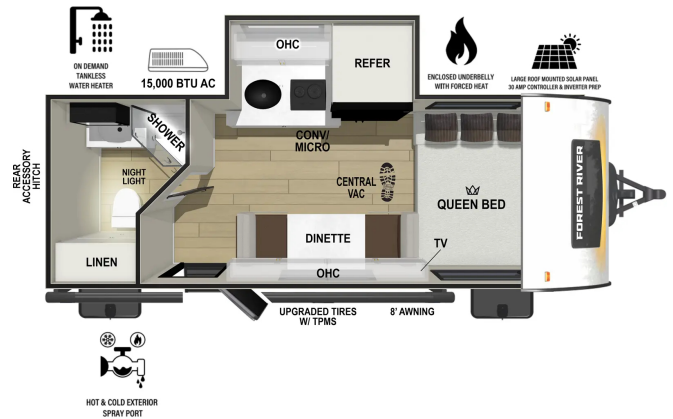 ON DEMAND
TANKLESS
WATER HEATER
15,000 BTU AC
OHC
REFER
ENCLOSED UNDERBELLY
WITH FORCED HEAT
LARGE ROOF MOUNTED SOLAR PANEL
30 AMP CONTROLLER & INVERTER PREP
SHOWER
CONV/
MICRO
REAR
ACCESSORY
HITCH
NIGHT
LIGHT
CENTRAL
VAC
QUEEN BED
FOREST RIVER
DINETTE
TV
LINEN
OHC
UPGRADED TIRES
W/ TPMS
8' AWNING
HOT & COLD EXTERIOR
SPRAY PORT